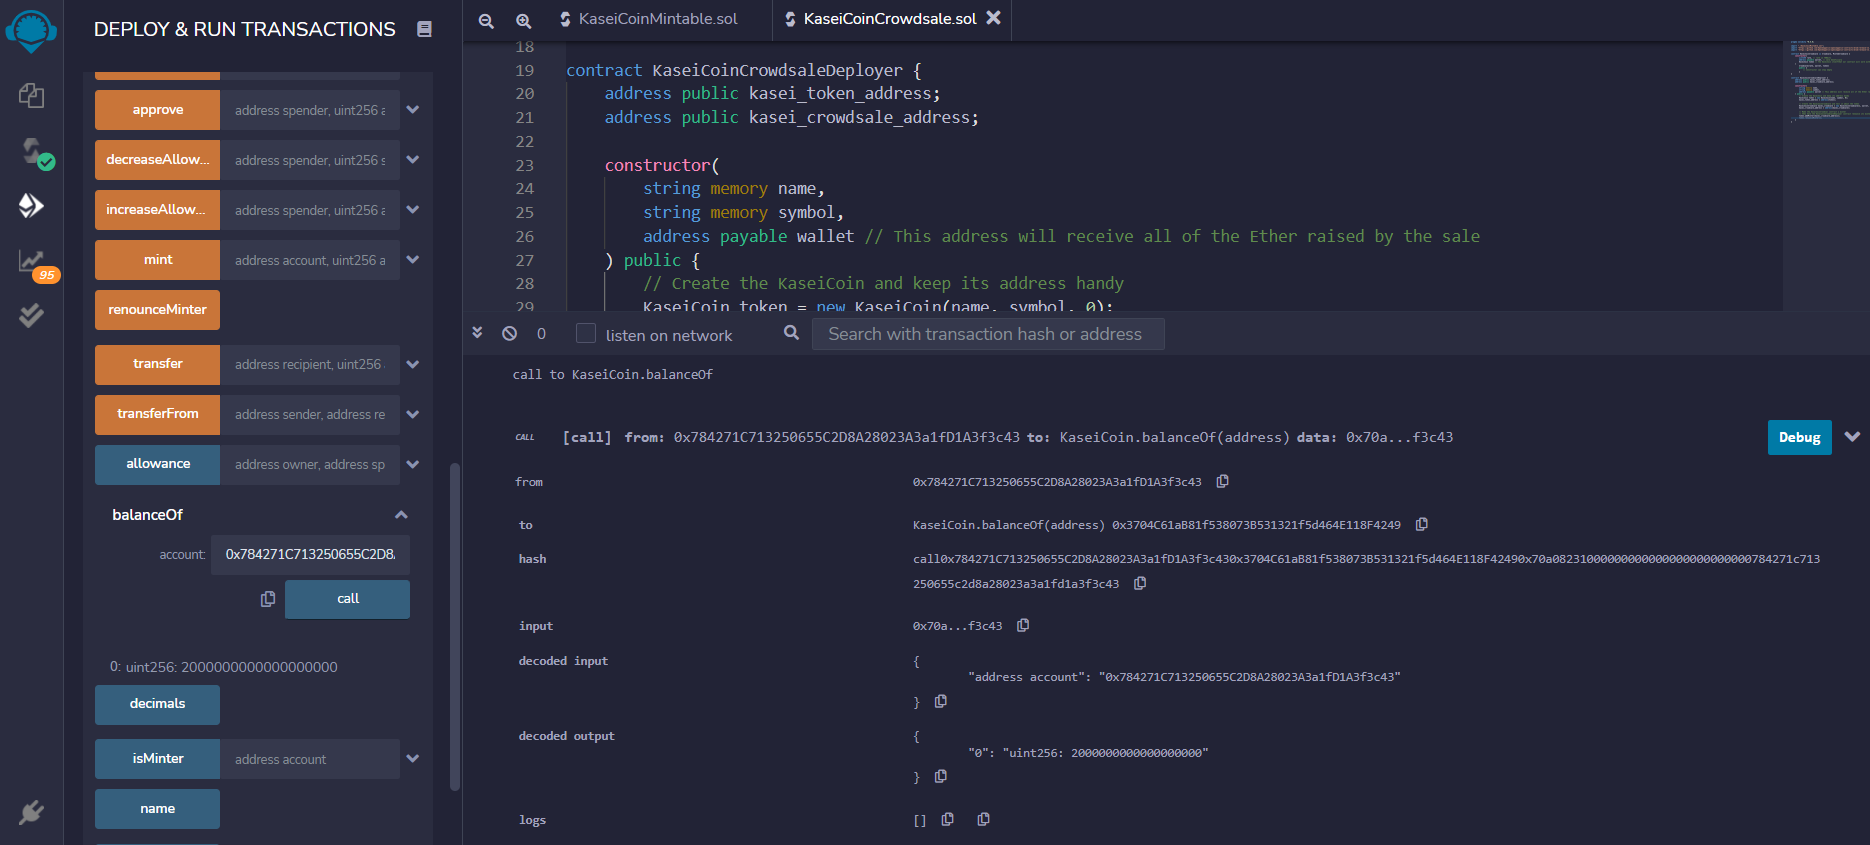 DEPLOY & RUN TRANSACTIONS
approve
address spender, uint256 a
decreaseAllow...
address spender, uint256 s
increaseAllow...
address spender, uint256 a
mint
address account, uint256 a
renounceMinter
transfer
address recipient, uint256
transferFrom
address sender, address re
allowance
address owner, address sp
balanceOf
account:
0x784271C713250655C2D8
call
0: uint256: 2000000000000000000
decimals
isMinter
address account
name
95
KaseiCoinMintable.sol
KaseiCoinCrowdsale.sol
18
19 contract KaseiCoinCrowdsaleDeployer {
20 address public kasei_token_address;
21 address public kasei_crowdsale_address;
22
23 constructor(
24 string memory name,
25 string memory symbol,
26 address payable wallet // This address will receive all of the Ether raised by the sale
27 ) public {
28 // Create the KaseiCoin and keep its address handy
29 KaseiCoin token = new KaseiCoin(name, symbol, 0);
0
listen on network
Search with transaction hash or address
call to KaseiCoin.balanceOf
CALL [call] from: 0x784271C713250655C2D8A28023A3a1fD1A3f3c43 to: KaseiCoin.balanceOf(address) data: 0x70a...f3c43
Debug
from 0x784271C713250655C2D8A28023A3a1fD1A3f3c43
to KaseiCoin.balanceOf(address) 0x3704C61aB81f538073B531321f5d464E118F4249
hash call0x784271C713250655C2D8A28023A3a1fD1A3f3c430x3704C61aB81f538073B531321f5d464E118F42490x70a08231000000000000000000000000784271c713
250655c2d8a28023a3a1fd1a3f3c43
input 0x70a...f3c43
decoded input {
"address account": "0x784271C713250655C2D8A28023A3a1fD1A3f3c43"
}
decoded output {
"0": "uint256: 2000000000000000000"
}
logs []